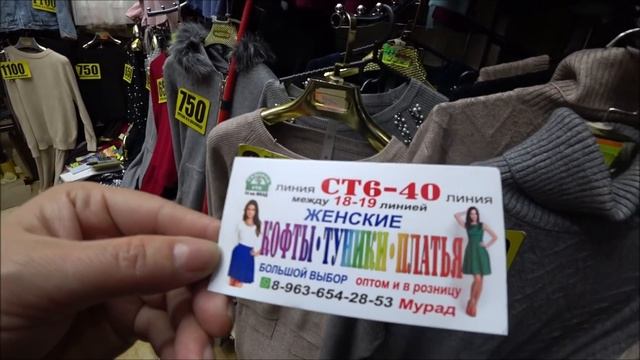 1100
750
1100
750
линия СТ6-40 линия
между 18-19 линией
ЖЕНСКИЕ
КОФТЫ•ТУНИКИ•ПЛАТЬЯ
БОЛЬШОЙ ВЫБОР оптом и в розницу
8-963-654-28-53 Мурад